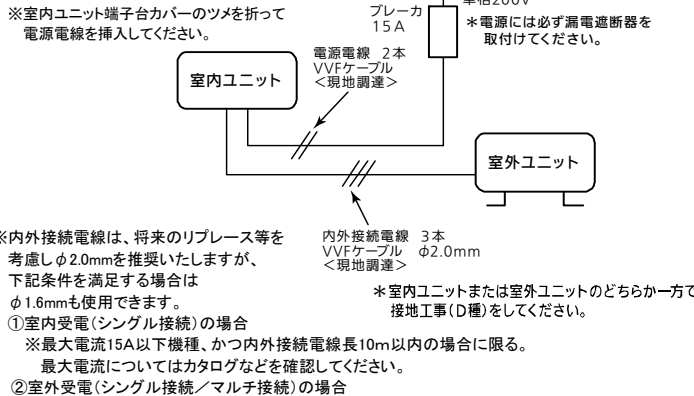 ※室内ユニット端子台カバーのツメを折って
電源電線を挿入してください。
ブレーカ
15A
単相200V
＊電源には必ず漏電遮断器を
取付けてください。
電源電線 2本
VVFケーブル
＜現地調達＞
室内ユニット
室外ユニット
※内外接続電線は、将来のリプレース等を
考慮しφ2.0mmを推奨いたしますが、
下記条件を満足する場合は
φ1.6mmも使用できます。
内外接続電線 3本
VVFケーブル φ2.0mm
＜現地調達＞
＊室内ユニットまたは室外ユニットのどちらか一方で
接地工事(D種)をしてください。
①室内受電(シングル接続)の場合
※最大電流15A以下機種、かつ内外接続電線長10m以内の場合に限る。
最大電流についてはカタログなどを確認してください。
②室外受電(シングル接続／マルチ接続)の場合